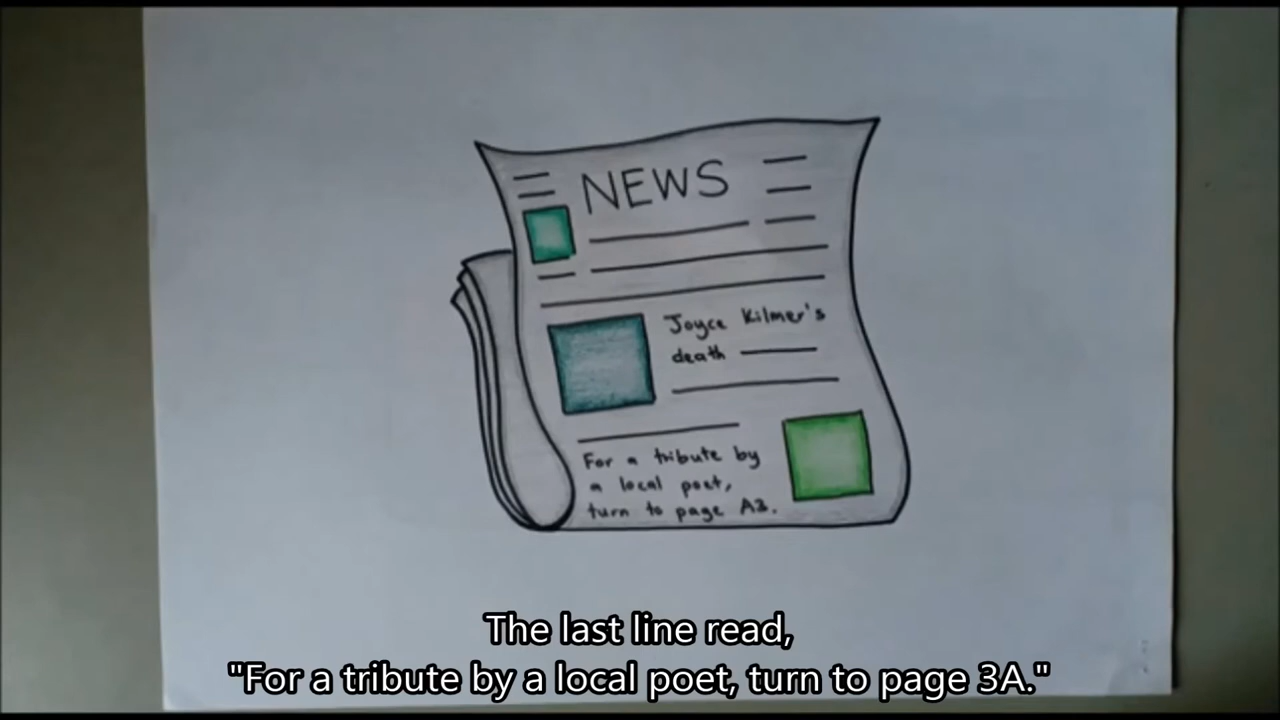 NEWS
Joyce Kilmer's
death
For a tribute by
a local poet,
turn to page A3.
The last line read,
"For a tribute by a local poet, turn to page 3A."